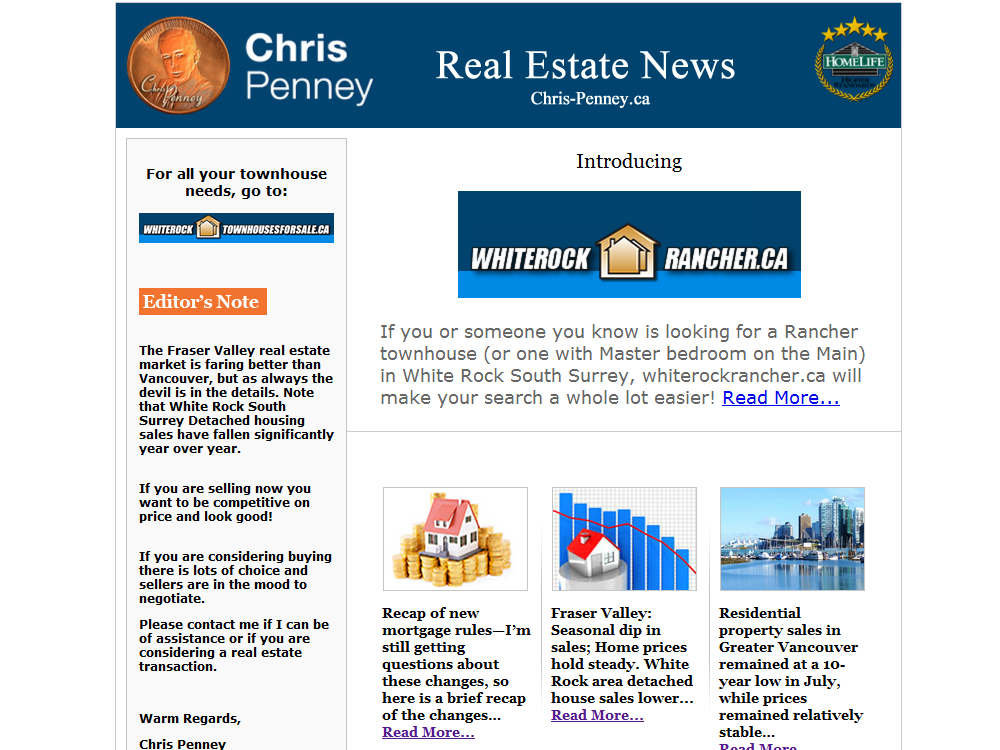 Chris
Penney
Chris Penney
Real Estate News
Chris-Penney.ca
HOMELIFE
For all your townhouse
needs, go to:
WHITEROCK TOWNHOUSESFORSALE.CA
Editor's Note
The Fraser Valley real estate
market is faring better than
Vancouver, but as always the
devil is in the details. Note
that White Rock South
Surrey Detached housing
sales have fallen significantly
year over year.
If you are selling now you
want to be competitive on
price and look good!
If you are considering buying
there is lots of choice and
sellers are in the mood to
negotiate.
Please contact me if I can be
of assistance or if you are
considering a real estate
transaction.
Warm Regards,
Chris Penney
Introducing
WHITEROCK RANCHER.CA
If you or someone you know is looking for a Rancher
townhouse (or one with Master bedroom on the Main)
in White Rock South Surrey, whiterockrancher.ca will
make your search a whole lot easier! Read More...
Recap of new
mortgage rules—I'm
still getting
questions about
these changes, so
here is a brief recap
of the changes...
Read More...
Fraser Valley:
Seasonal dip in
sales; Home prices
hold steady. White
Rock area detached
house sales lower...
Read More...
Residential
property sales in
Greater Vancouver
remained at a 10-
year low in July,
while prices
remained relatively
stable...
Read More